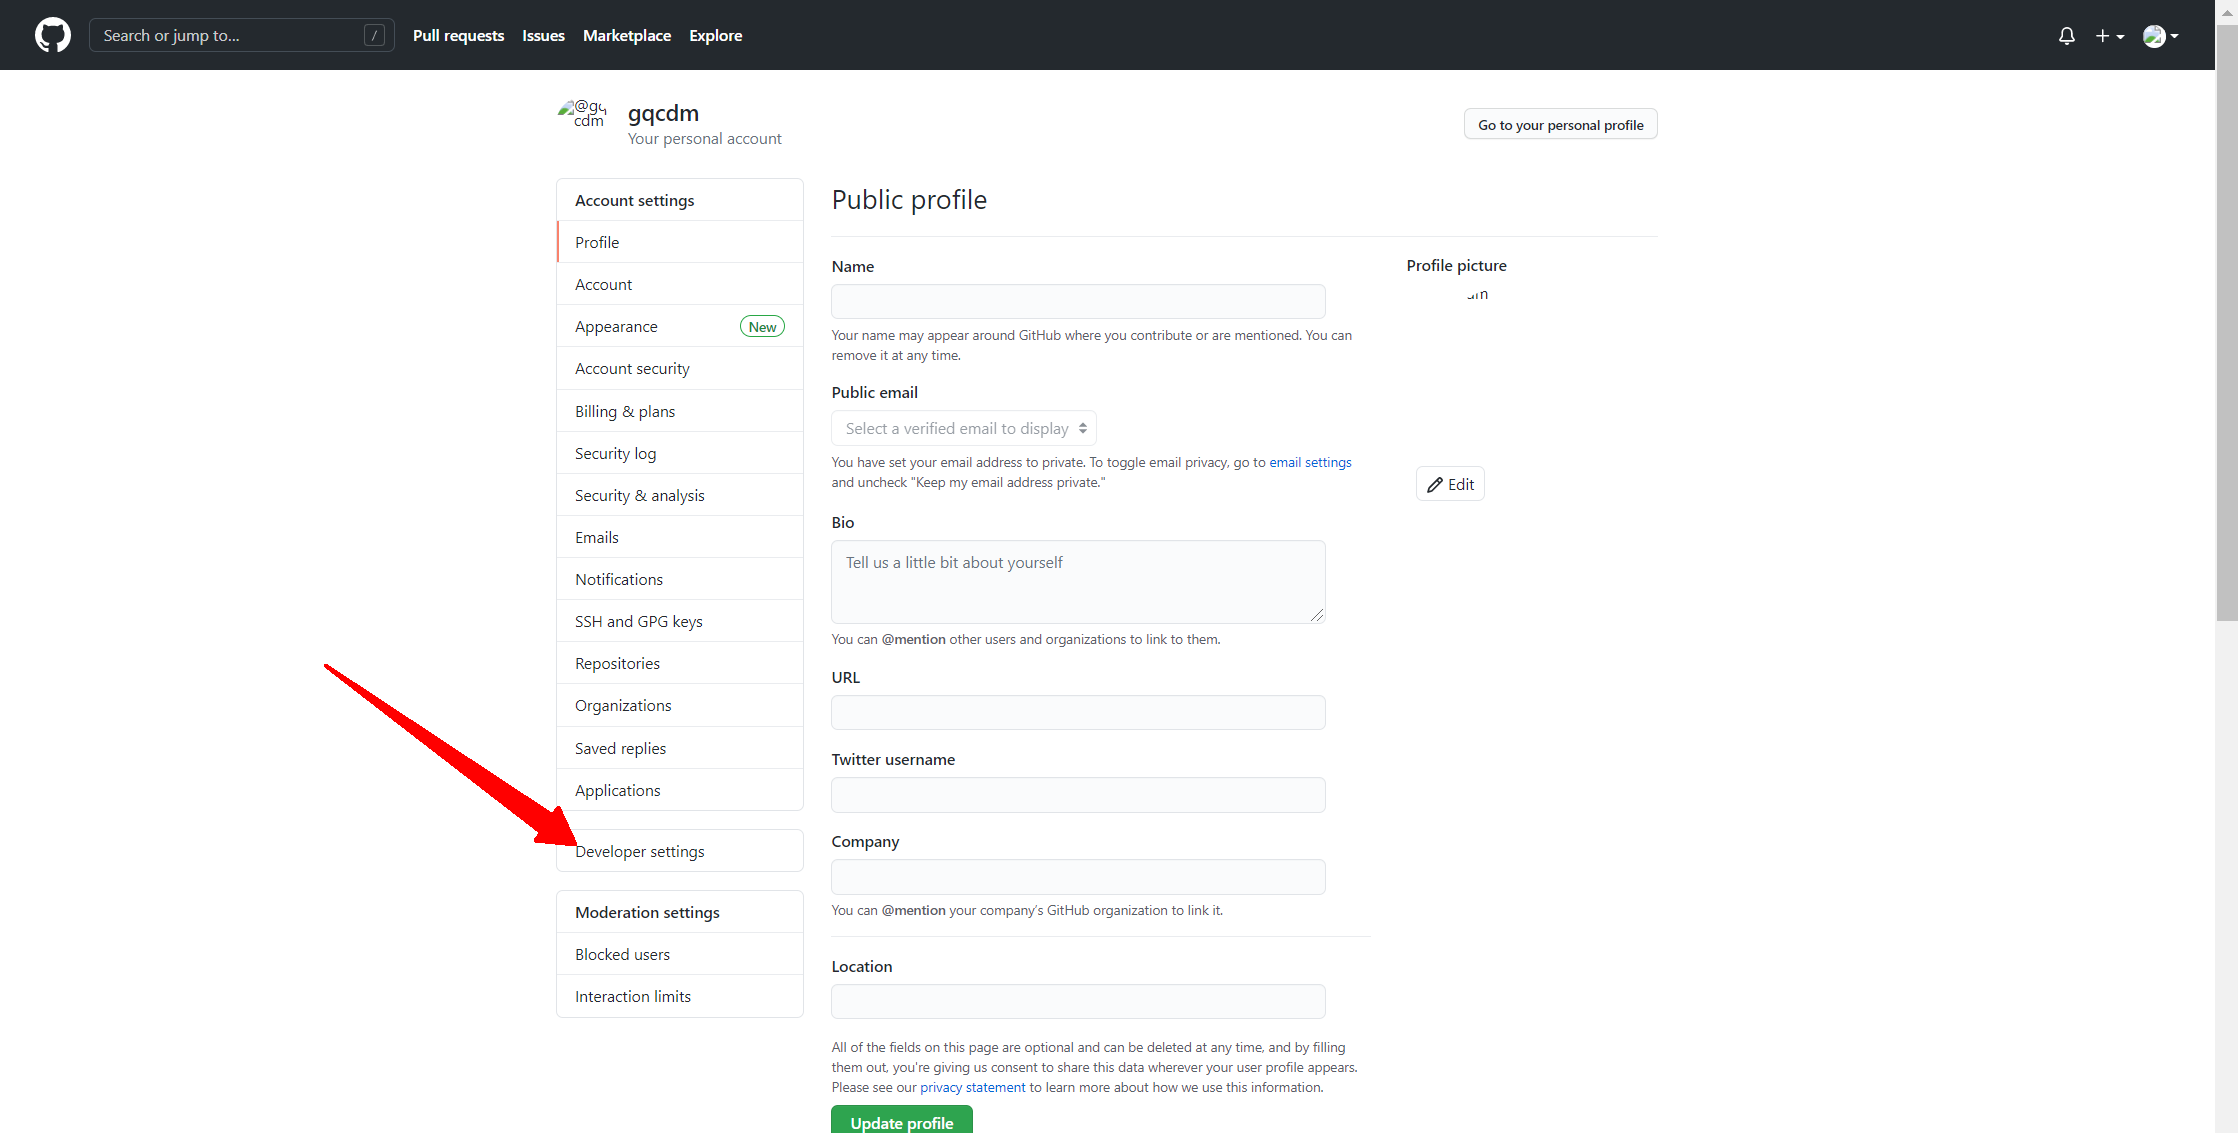 Search or jump to...
/
Pull requests
Issues
Marketplace
Explore
@gq
cdm
gqcdm
Your personal account
Go to your personal profile
Account settings
Profile
Account
Appearance
New
Account security
Billing & plans
Security log
Security & analysis
Emails
Notifications
SSH and GPG keys
Repositories
Organizations
Saved replies
Applications
Developer settings
Moderation settings
Blocked users
Interaction limits
Public profile
Name
Your name may appear around GitHub where you contribute or are mentioned. You can
remove it at any time.
Public email
Select a verified email to display
You have set your email address to private. To toggle email privacy, go to email settings
and uncheck "Keep my email address private."
Bio
Tell us a little bit about yourself
You can @mention other users and organizations to link to them.
URL
Twitter username
Company
You can @mention your company's GitHub organization to link it.
Location
All of the fields on this page are optional and can be deleted at any time, and by filling
them out, you're giving us consent to share this data wherever your user profile appears.
Please see our privacy statement to learn more about how we use this information.
Update profile
Profile picture
Edit